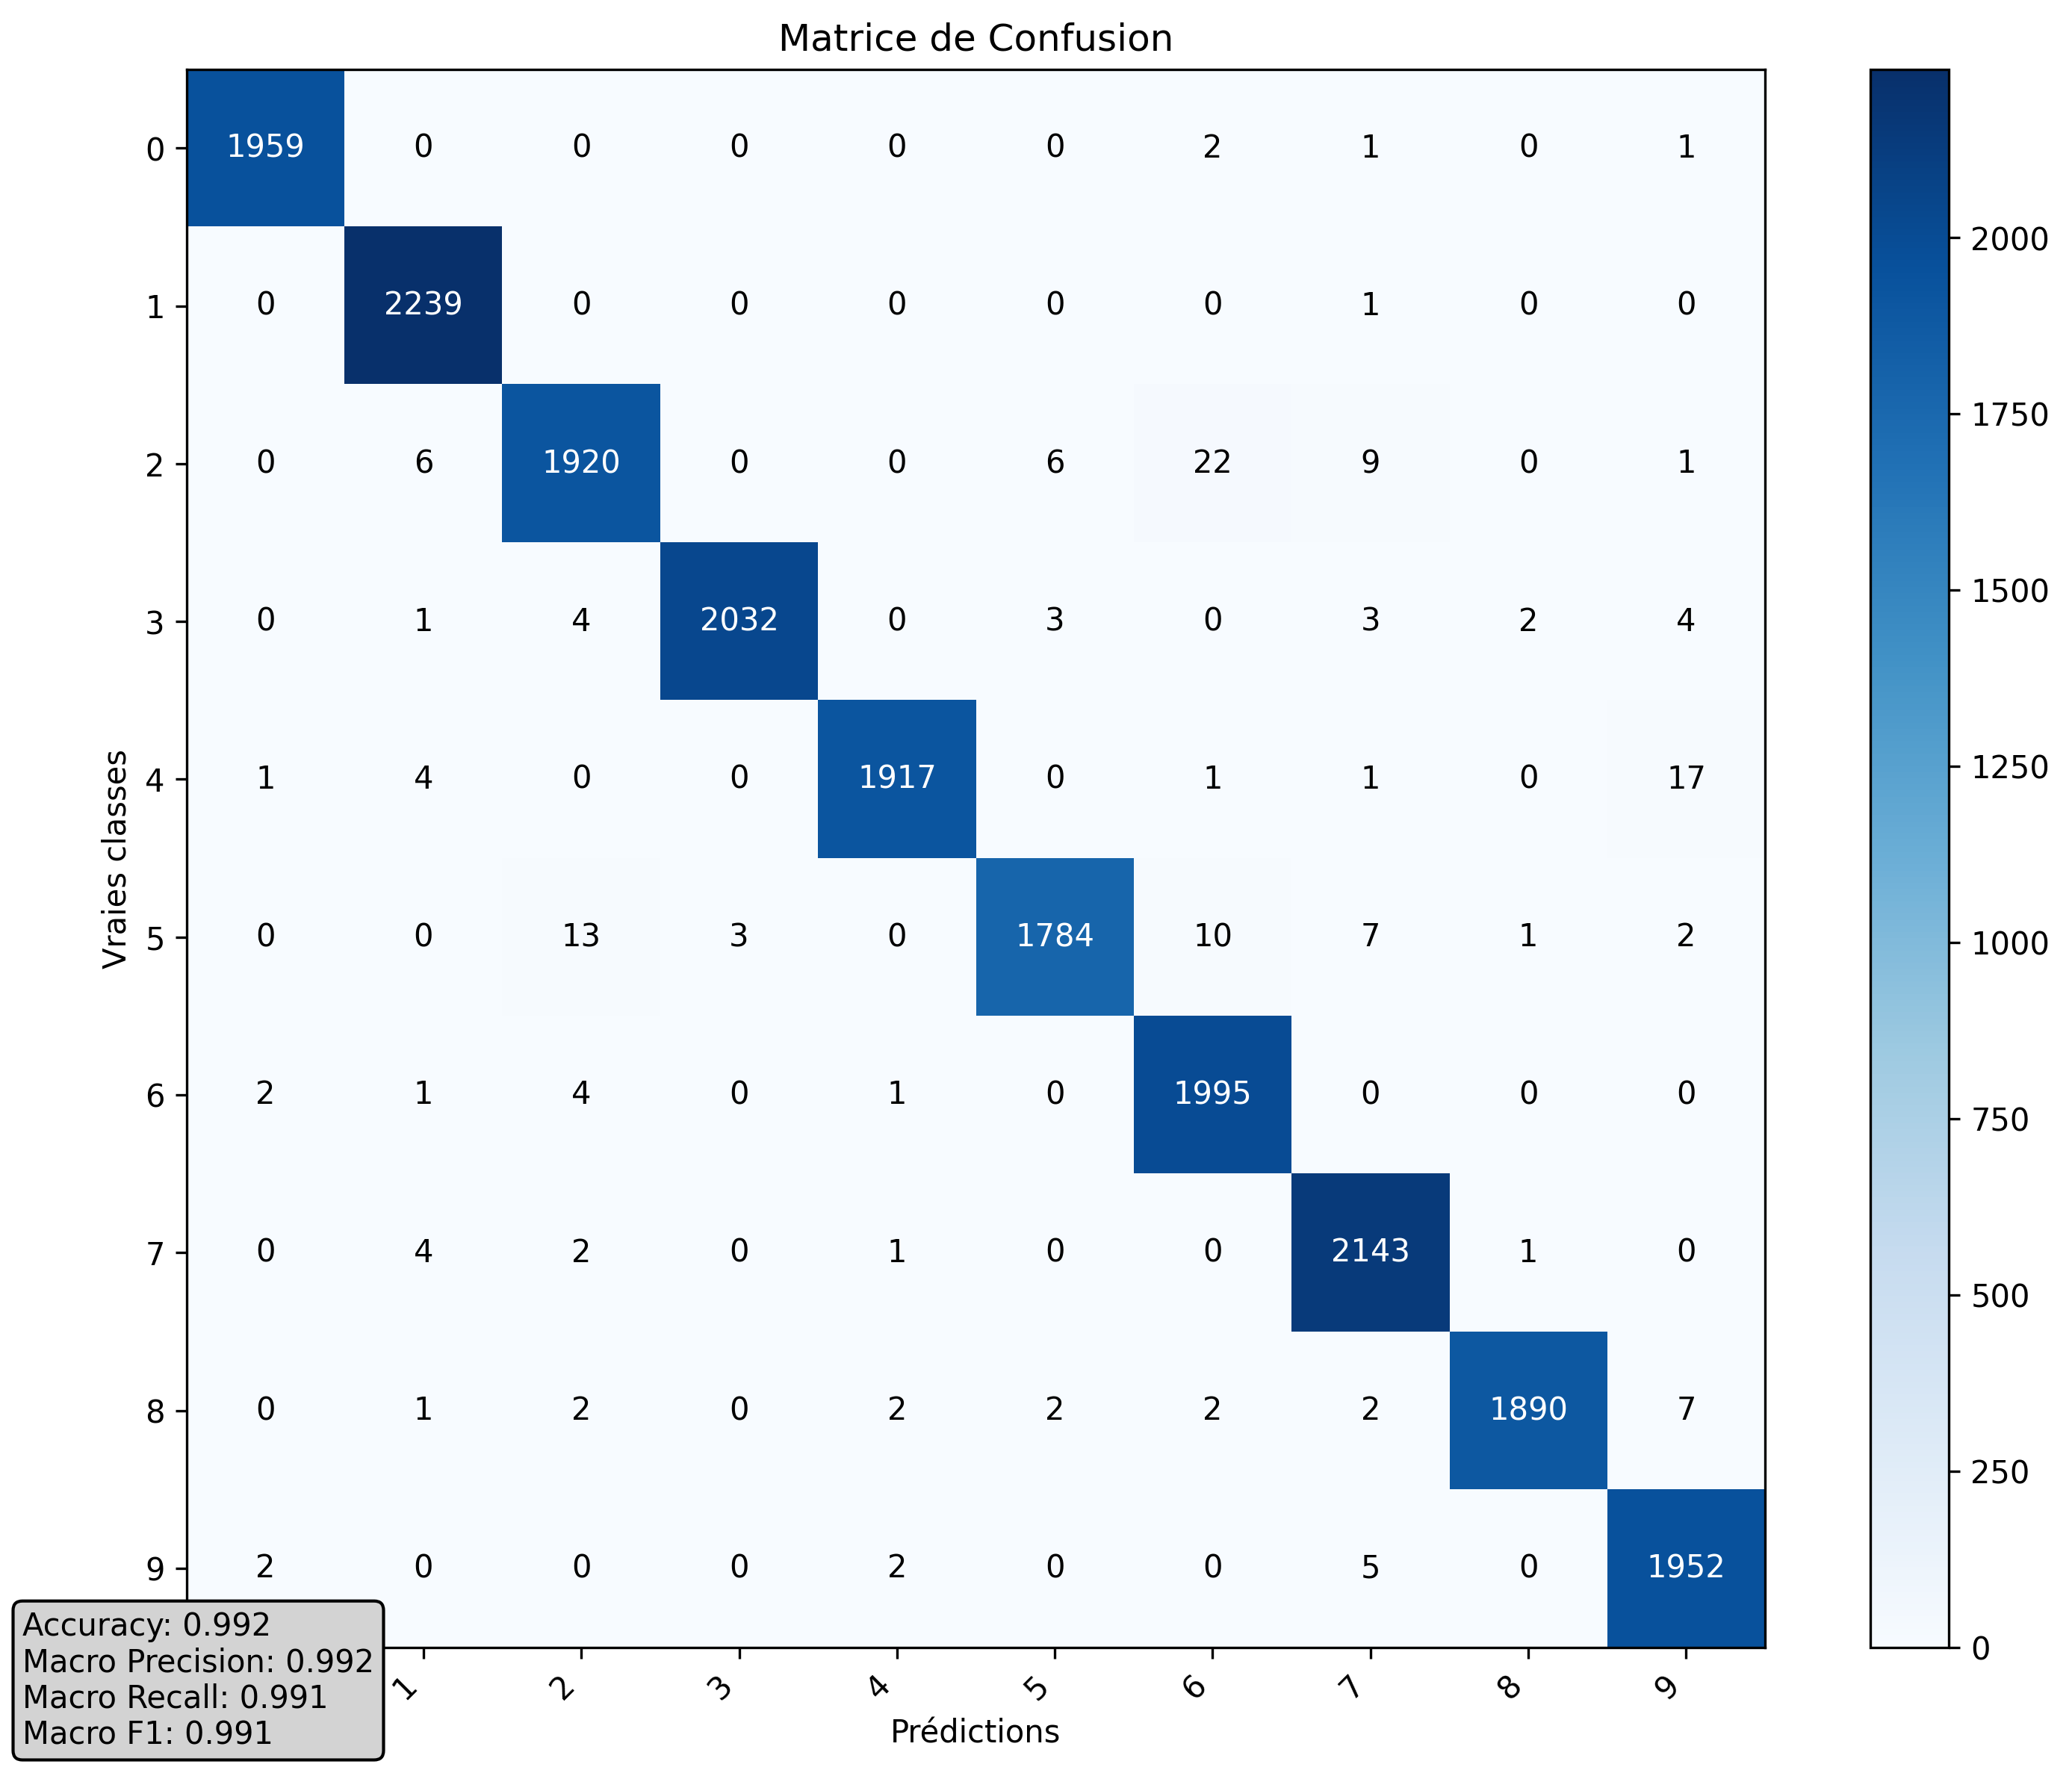 Matrice de Confusion
0 1959 0 0 0 0 0 2 1 0 1
1 0 2239 0 0 0 0 0 1 0 0
2 0 6 1920 0 0 6 22 9 0 1
3 0 1 4 2032 0 3 0 3 2 4
4 1 4 0 0 1917 0 1 1 0 17
5 0 0 13 3 0 1784 10 7 1 2
6 2 1 4 0 1 0 1995 0 0 0
7 0 4 2 0 1 0 0 2143 1 0
8 0 1 2 0 2 2 2 2 1890 7
9 2 0 0 0 2 0 0 5 0 1952
Vraies classes
1 2 3 4 5 6 7 8 9
Prédictions
Accuracy: 0.992
Macro Precision: 0.992
Macro Recall: 0.991
Macro F1: 0.991
2000
1750
1500
1250
1000
750
500
250
0